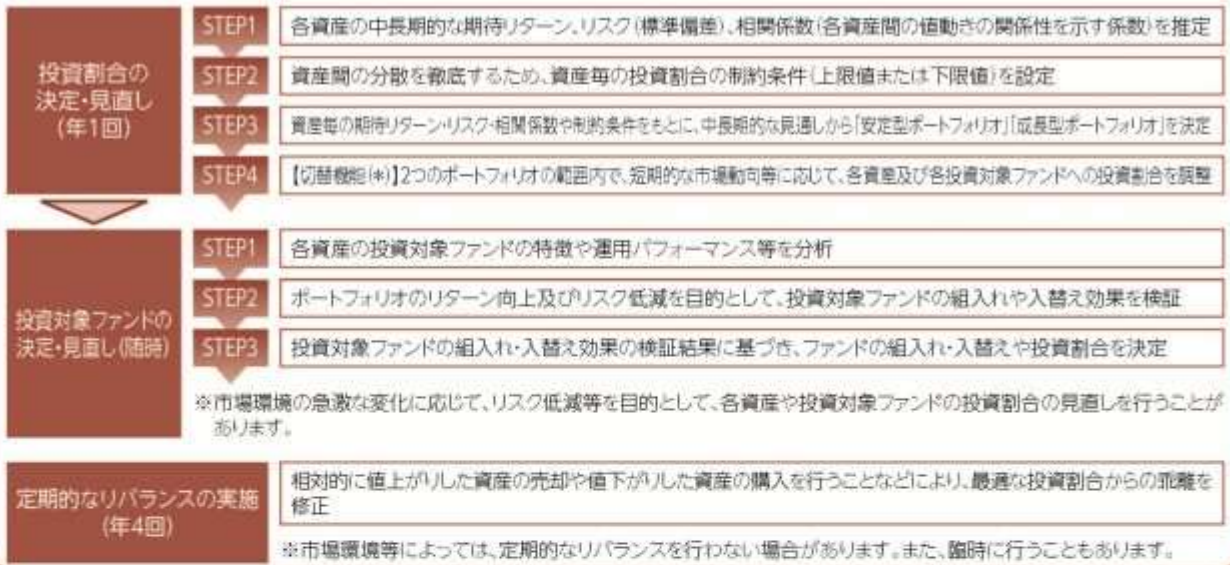 投資割合の
決定・見直し
(年1回)
STEP1
各資産の中長期的な期待リターン、リスク(標準偏差)、相関係数(各資産間の値動きの関係性を示す係数)を推定
STEP2
資産間の分散を徹底するため、資産毎の投資割合の制約条件(上限値または下限値)を設定
STEP3
資産毎の期待リターン・リスク・相関係数や制約条件をもとに、中長期的な見通しから「安定型ポートフォリオ」「成長型ポートフォリオ」を決定
STEP4
【切替機能(*)】2つのポートフォリオの範囲内で、短期的な市場動向等に応じて、各資産及び各投資対象ファンドへの投資割合を調整
投資対象ファンドの
決定・見直し(随時)
STEP1
各資産の投資対象ファンドの特徴や運用パフォーマンス等を分析
STEP2
ポートフォリオのリターン向上及びリスク低減を目的として、投資対象ファンドの組入れや入替え効果を検証
STEP3
投資対象ファンドの組入れ・入替え効果の検証結果に基づき、ファンドの組入れ・入替えや投資割合を決定
※市場環境の急激な変化に応じて、リスク低減等を目的として、各資産や投資対象ファンドの投資割合の見直しを行うことが
あります。
定期的なリバランスの実施
(年4回)
相対的に値上がりした資産の売却や値下がりした資産の購入を行うことなどにより、最適な投資割合からの乖離を
修正
※市場環境等によっては、定期的なリバランスを行わない場合があります。また、臨時に行うこともあります。